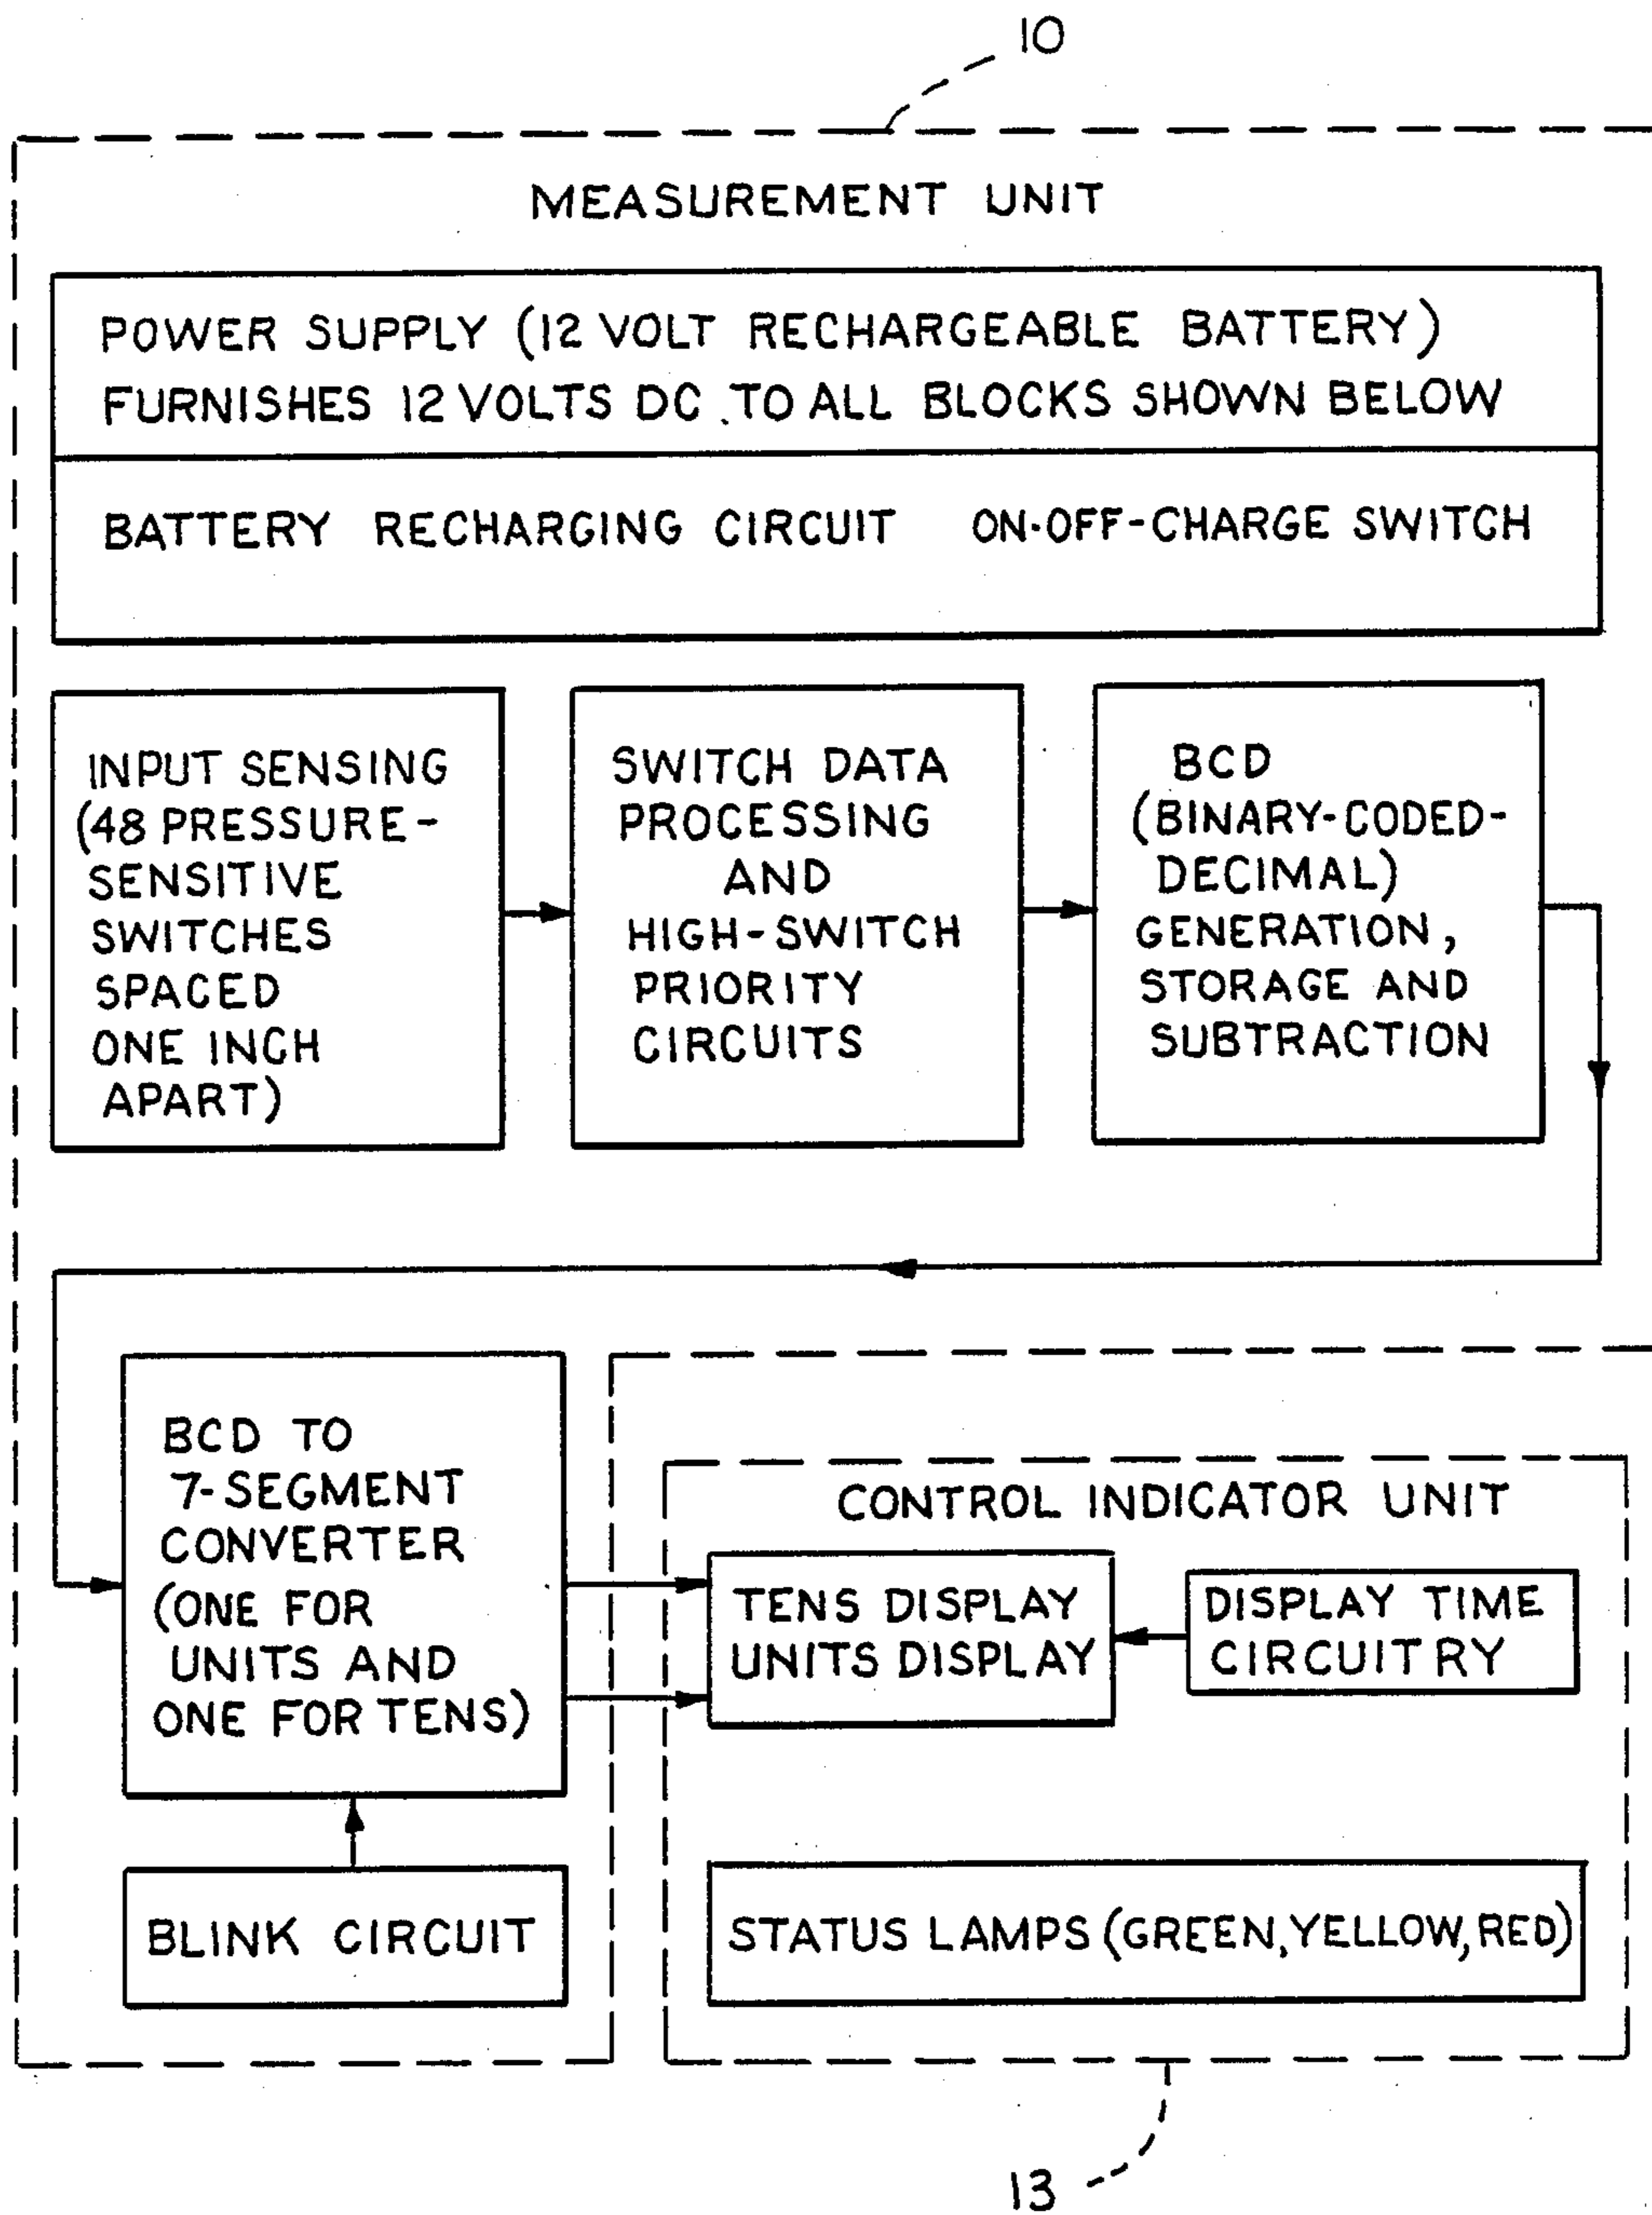 10
MEASUREMENT UNIT
POWER SUPPLY (12 VOLT RECHARGEABLE BATTERY)
FURNISHES 12 VOLTS DC TO ALL BLOCKS SHOWN BELOW
BATTERY RECHARGING CIRCUIT ON-OFF-CHARGE SWITCH
INPUT SENSING
(48 PRESSURE-
SENSITIVE
SWITCHES
SPACED
ONE INCH
APART)
SWITCH DATA
PROCESSING
AND
HIGH-SWITCH
PRIORITY
CIRCUITS
BCD
(BINARY-CODED-
DECIMAL)
GENERATION,
STORAGE AND
SUBTRACTION
BCD TO
7-SEGMENT
CONVERTER
(ONE FOR
UNITS AND
ONE FOR TENS)
BLINK CIRCUIT
CONTROL INDICATOR UNIT
TENS DISPLAY
UNITS DISPLAY
DISPLAY TIME
CIRCUITRY
STATUS LAMPS (GREEN, YELLOW, RED)
13